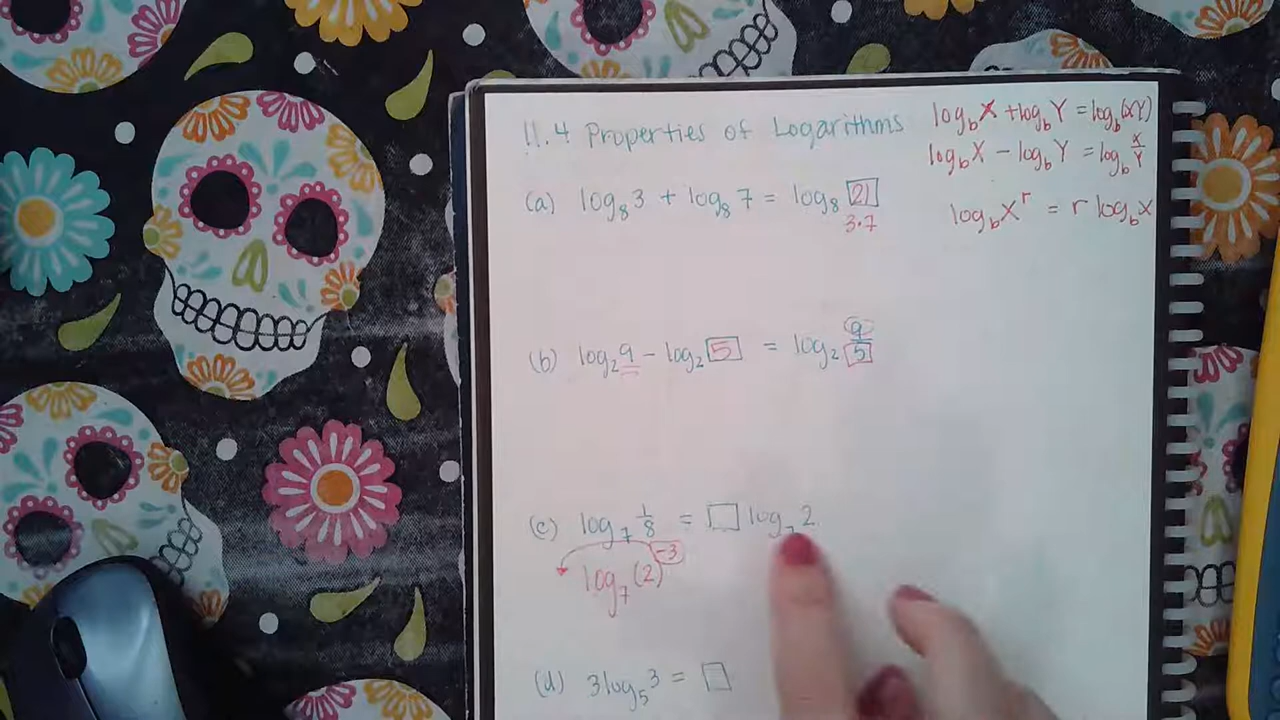 11.4 Properties of Logarithms
log_b X + log_b Y = log_b (XY)
log_b X - log_b Y = log_b X/Y
log_b X^r = r log_b X
(a) log_8 3 + log_8 7 = log_8 21
3·7
(b) log_2 9 - log_2 5 = log_2 9/5
(c) log_7 1/8 = □ log_7 2
log_7 (2)^-3
(d) 3log_5 3 = □